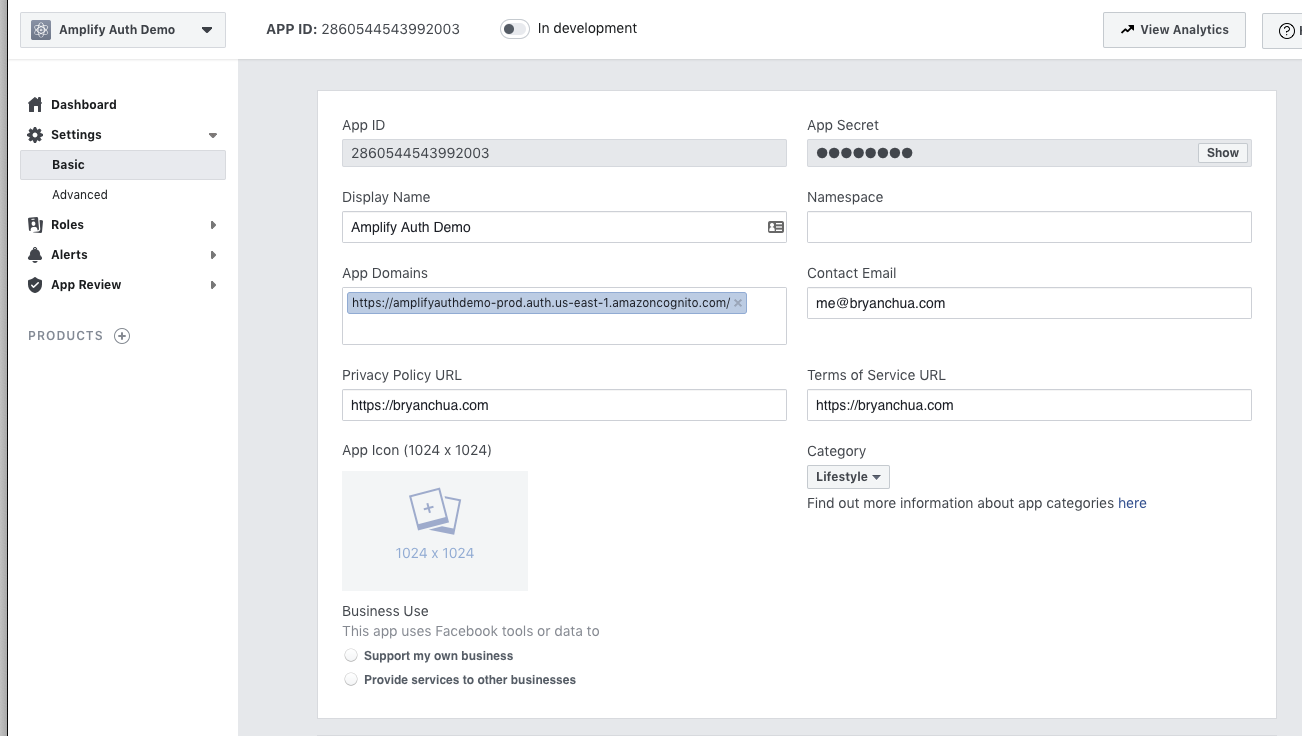 Amplify Auth Demo
APP ID: 2860544543992003
In development
View Analytics
Dashboard
Settings
Basic
Advanced
Roles
Alerts
App Review
PRODUCTS
App ID
2860544543992003
App Secret
●●●●●●●●
Show
Display Name
Amplify Auth Demo
Namespace
App Domains
https://amplifyauthdemo-prod.auth.us-east-1.amazoncognito.com/ ×
Contact Email
me@bryanchua.com
Privacy Policy URL
https://bryanchua.com
Terms of Service URL
https://bryanchua.com
App Icon (1024 x 1024)
1024 x 1024
Category
Lifestyle
Find out more information about app categories here
Business Use
This app uses Facebook tools or data to
Support my own business
Provide services to other businesses